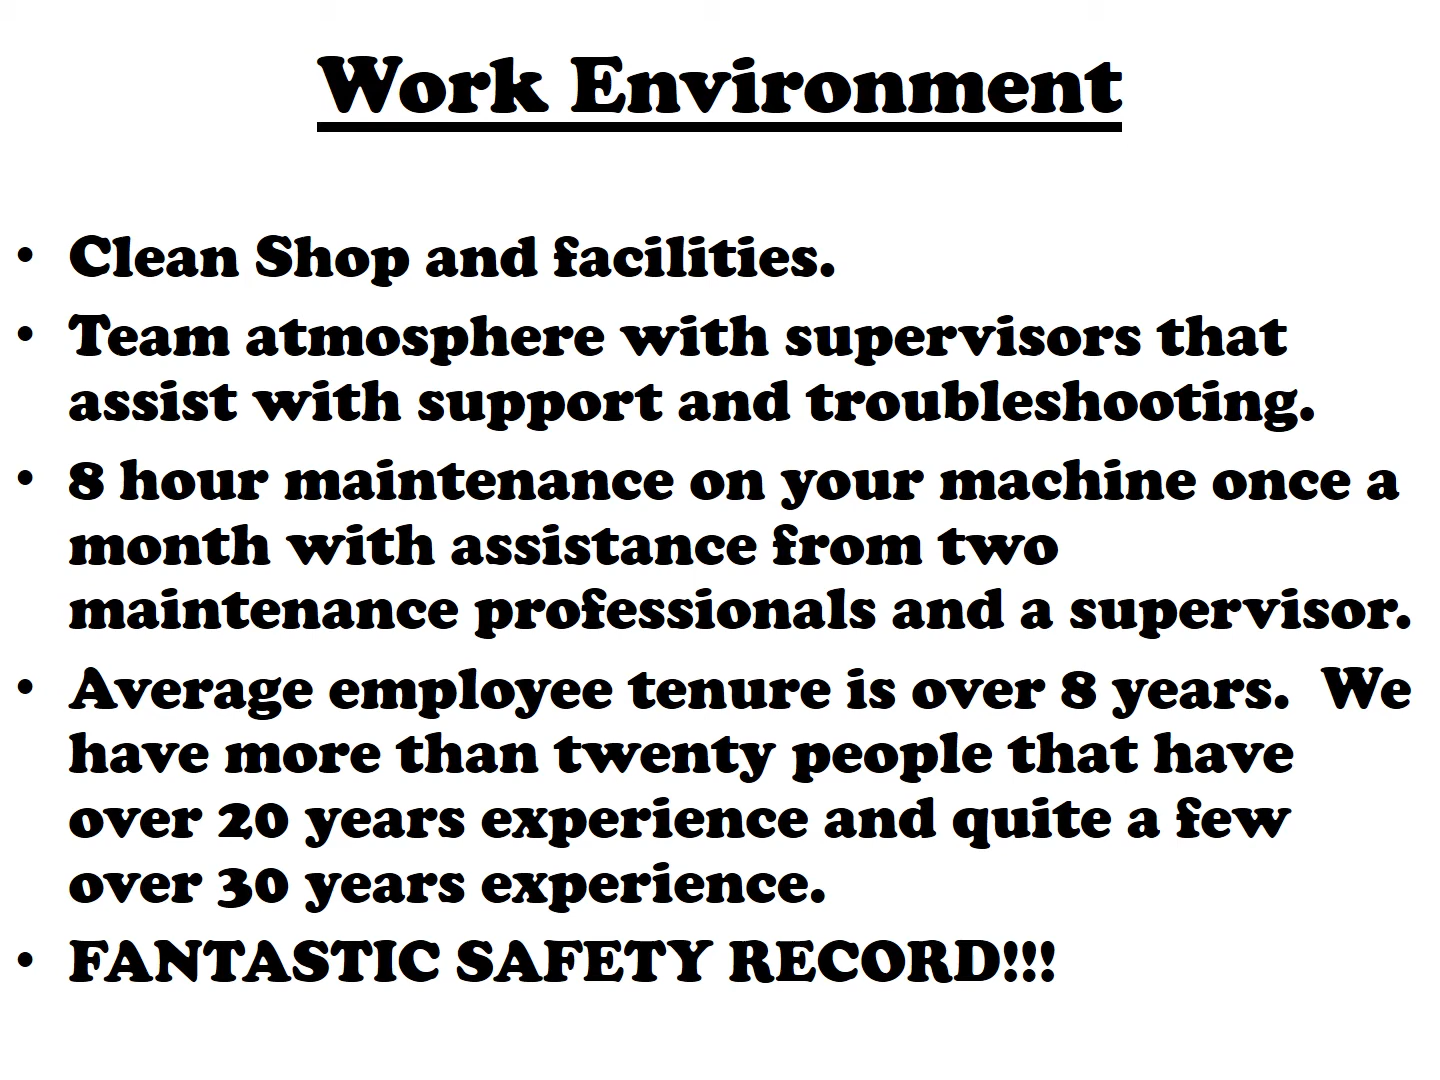 Work Environment
• Clean Shop and facilities.
• Team atmosphere with supervisors that
assist with support and troubleshooting.
• 8 hour maintenance on your machine once a
month with assistance from two
maintenance professionals and a supervisor.
• Average employee tenure is over 8 years.  We
have more than twenty people that have
over 20 years experience and quite a few
over 30 years experience.
• FANTASTIC SAFETY RECORD!!!